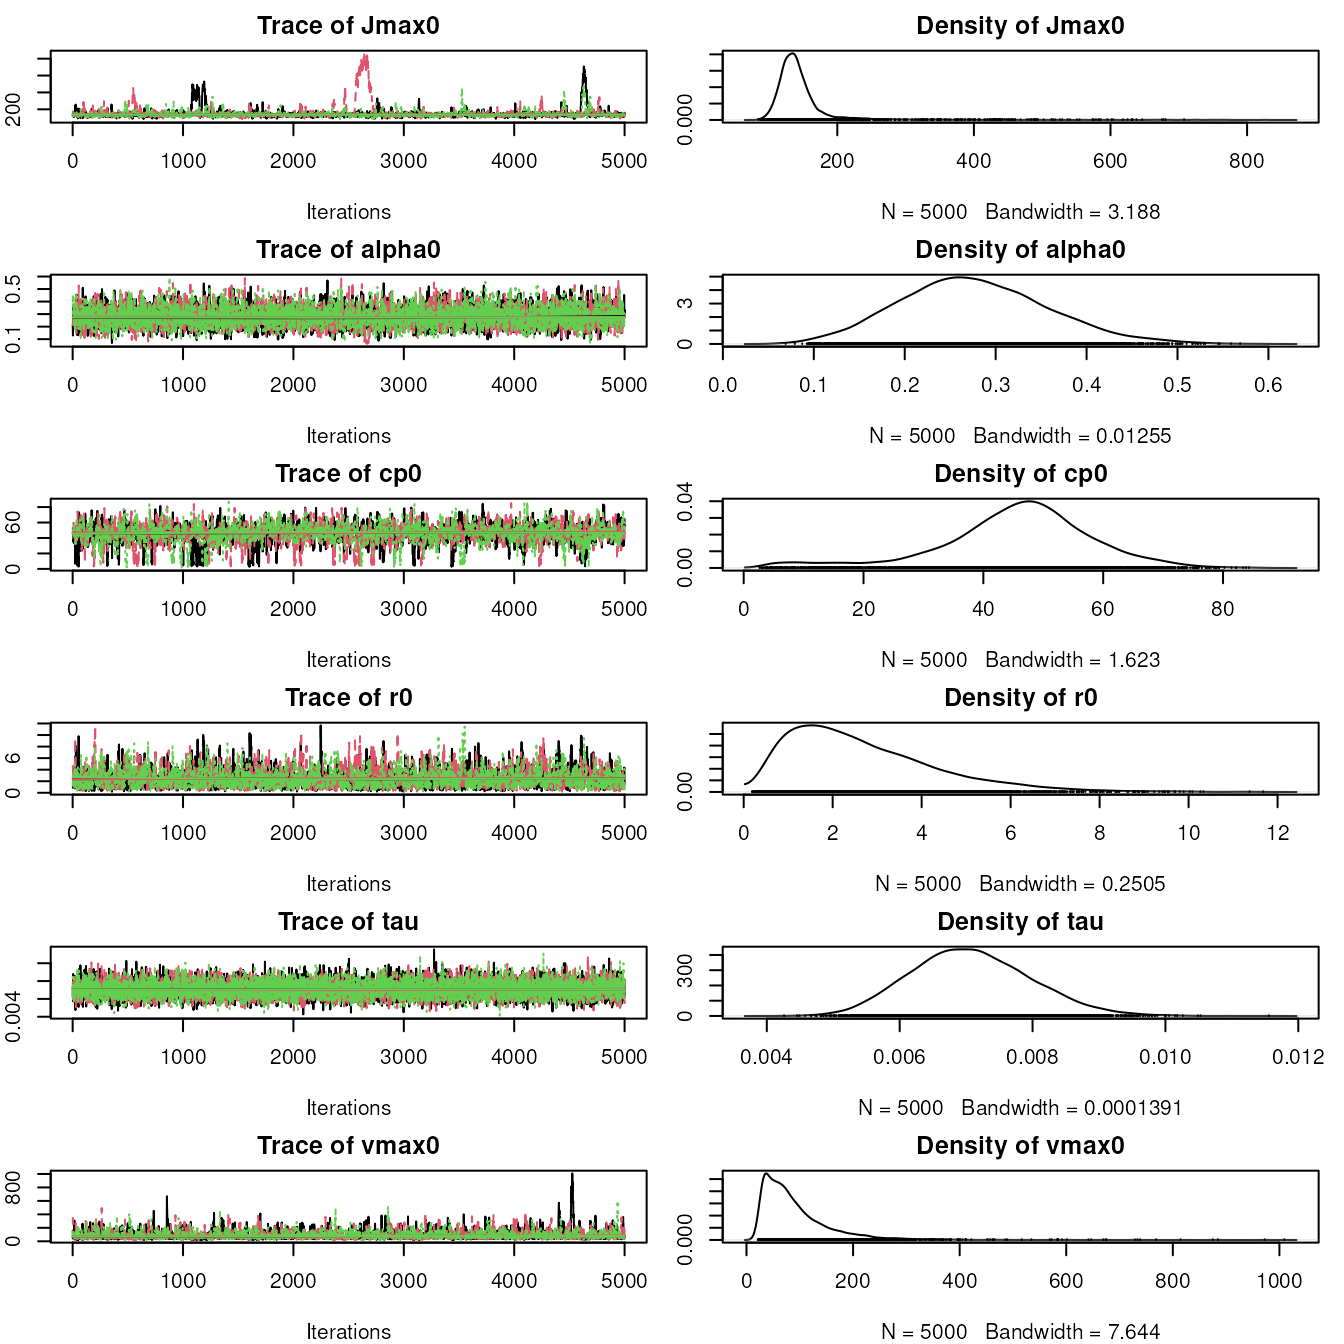 Trace of Jmax0
Density of Jmax0
200
0 1000 2000 3000 4000 5000
Iterations
0.000
200 400 600 800
N = 5000 Bandwidth = 3.188
Trace of alpha0
Density of alpha0
0.1 0.5
0 1000 2000 3000 4000 5000
Iterations
0 3
0.0 0.1 0.2 0.3 0.4 0.5 0.6
N = 5000 Bandwidth = 0.01255
Trace of cp0
Density of cp0
0 60
0 1000 2000 3000 4000 5000
Iterations
0.00 0.04
0 20 40 60 80
N = 5000 Bandwidth = 1.623
Trace of r0
Density of r0
0 6
0 1000 2000 3000 4000 5000
Iterations
0.00
0 2 4 6 8 10 12
N = 5000 Bandwidth = 0.2505
Trace of tau
Density of tau
0.004
0 1000 2000 3000 4000 5000
Iterations
0 300
0.004 0.006 0.008 0.010 0.012
N = 5000 Bandwidth = 0.0001391
Trace of vmax0
Density of vmax0
0 800
0 1000 2000 3000 4000 5000
Iterations
0.000
0 200 400 600 800 1000
N = 5000 Bandwidth = 7.644